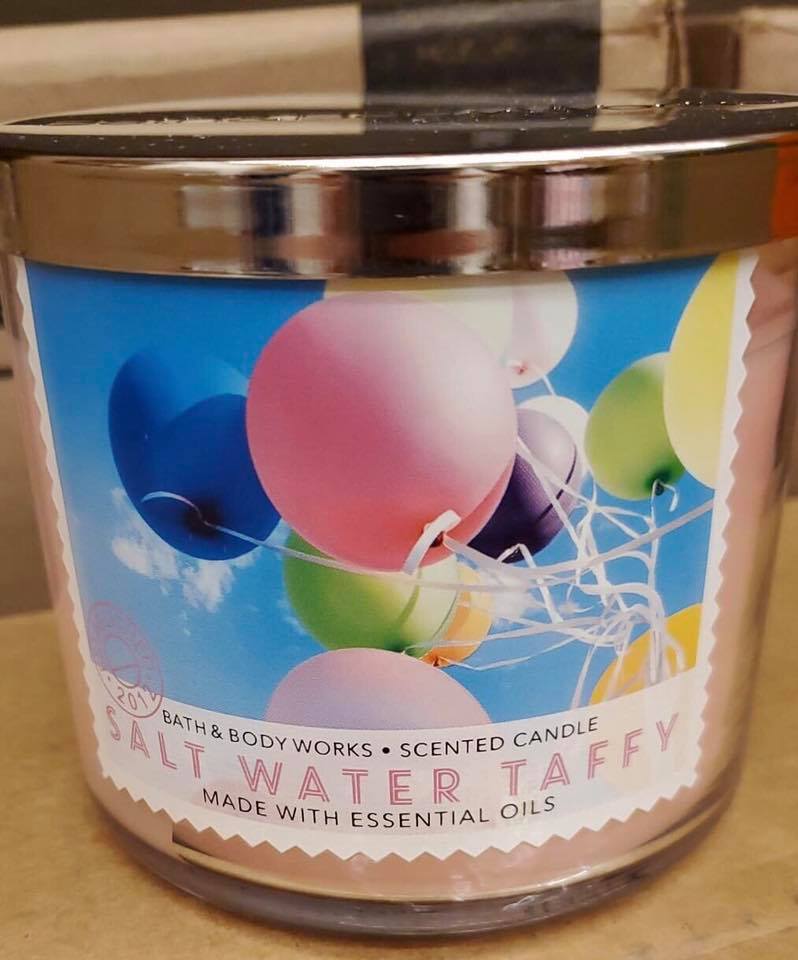 BATH & BODY WORKS • SCENTED CANDLE
SALT WATER TAFFY
MADE WITH ESSENTIAL OILS